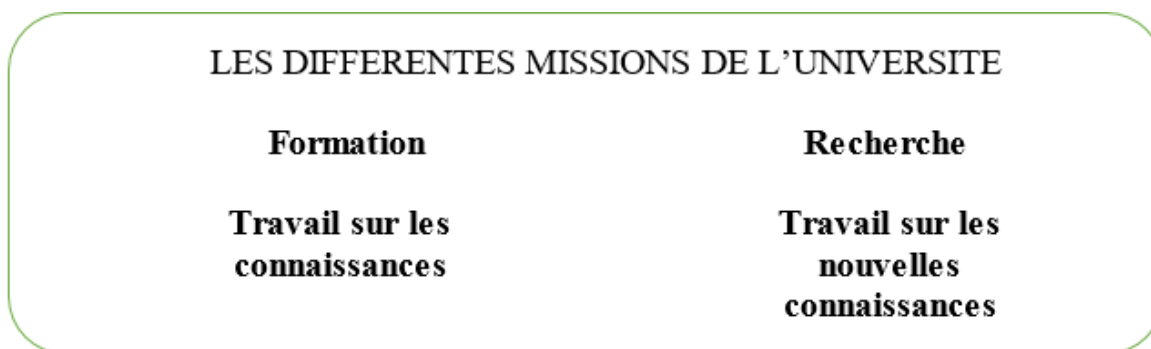 LES DIFFERENTES MISSIONS DE L’UNIVERSITE
Formation
Recherche
Travail sur les
connaissances
Travail sur les
nouvelles
connaissances